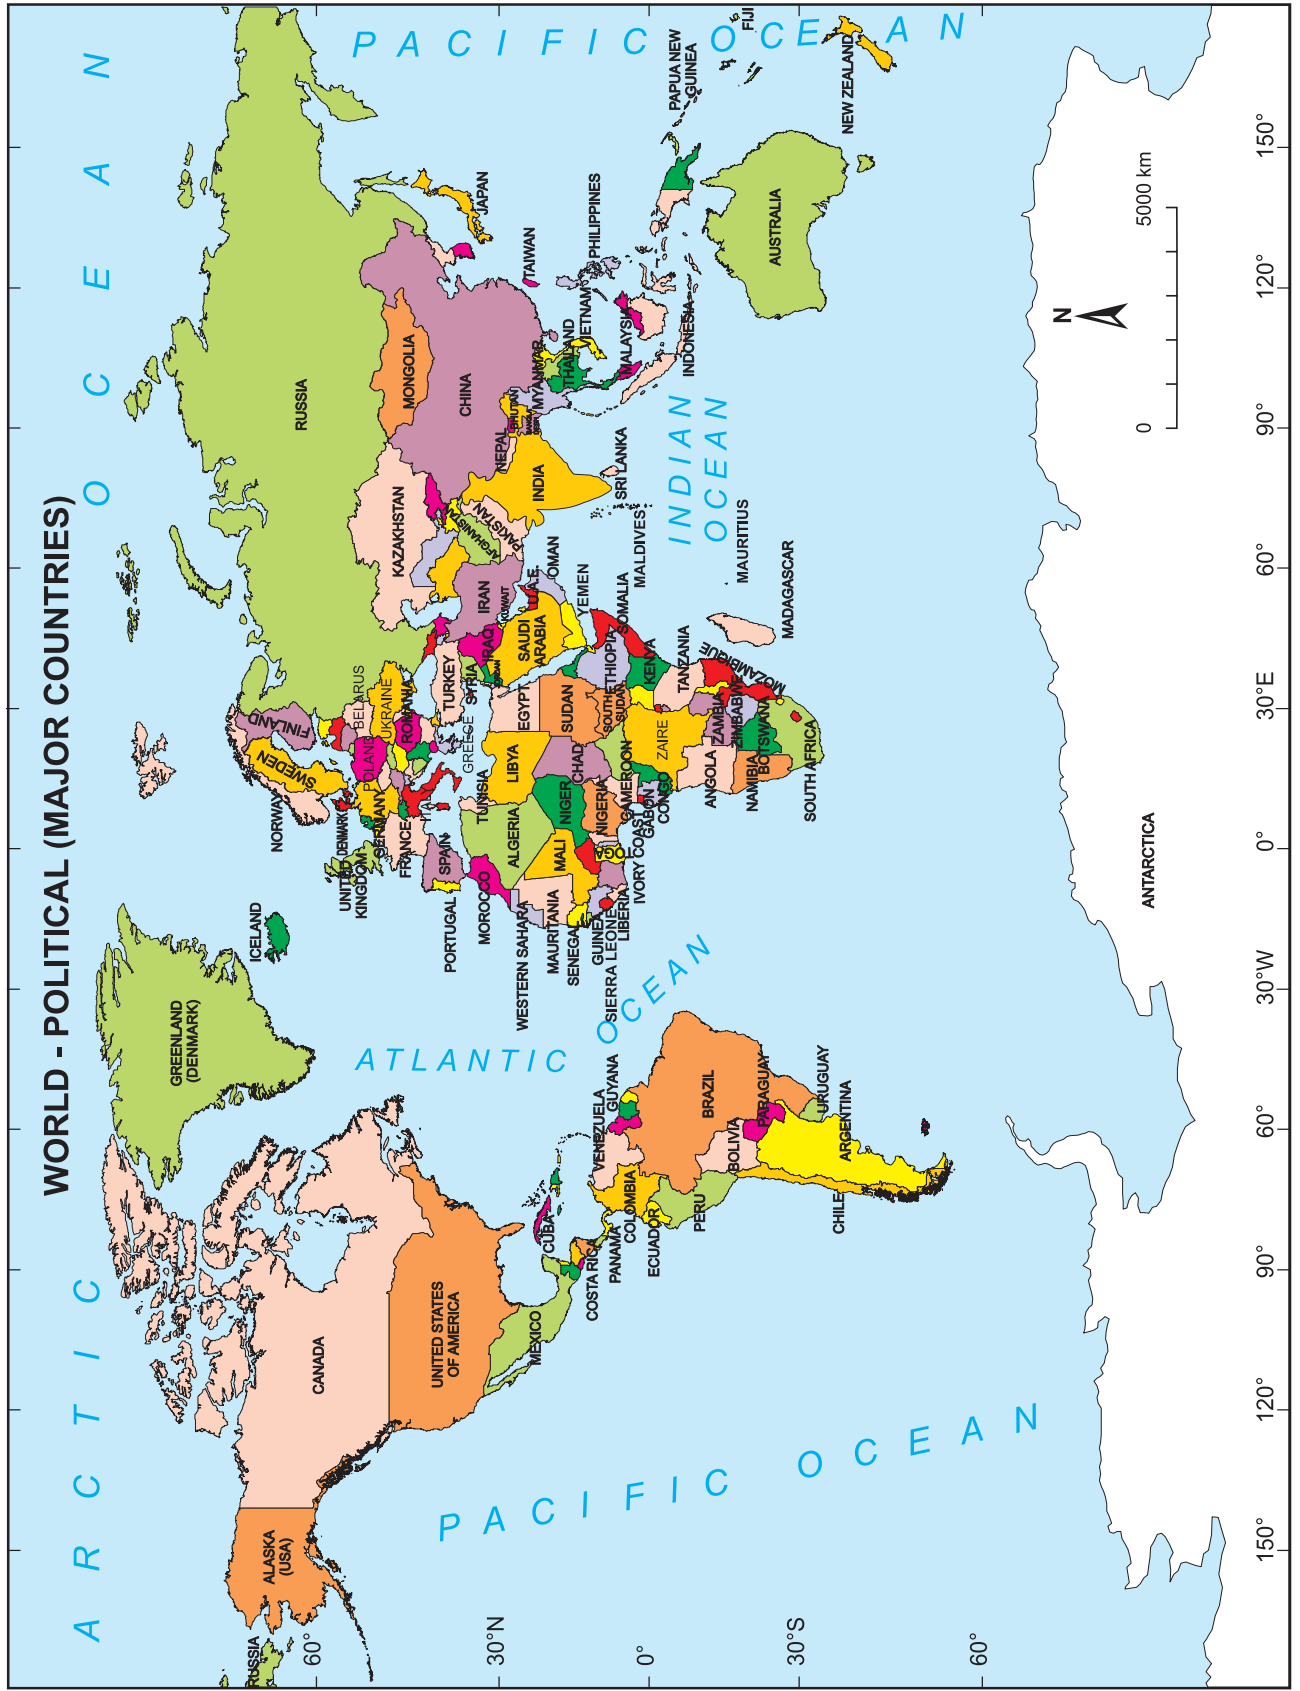 WORLD - POLITICAL (MAJOR COUNTRIES)
ARCTIC OCEAN
RUSSIA
ALASKA
(USA)
CANADA
GREENLAND
(DENMARK)
ICELAND
UNITED STATES
OF AMERICA
MEXICO
CUBA
COSTA RICA
PANAMA
VENEZUELA
GUYANA
COLOMBIA
ECUADOR
PERU
BRAZIL
BOLIVIA
PARAGUAY
URUGUAY
ARGENTINA
CHILE
PACIFIC OCEAN
ATLANTIC
OCEAN
NORWAY
SWEDEN
FINLAND
UNITED
KINGDOM
DENMARK
GERMANY
POLAND
BELARUS
UKRAINE
ROMANIA
FRANCE
SPAIN
PORTUGAL
GREECE
TURKEY
SYRIA
IRAQ
IRAN
KUWAIT
SAUDI
ARABIA
U.A.E.
OMAN
YEMEN
MOROCCO
WESTERN SAHARA
MAURITANIA
SENEGAL
GUINEA
SIERRA LEONE
LIBERIA
IVORY COAST
TOGA
MALI
ALGERIA
TUNISIA
LIBYA
EGYPT
NIGER
NIGERIA
CHAD
SUDAN
SOUTH
SUDAN
ETHIOPIA
SOMALIA
CAMEROON
GABON
CONGO
ZAIRE
KENYA
TANZANIA
ANGOLA
ZAMBIA
ZIMBABWE
MOZAMBIQUE
NAMIBIA
BOTSWANA
SOUTH AFRICA
MADAGASCAR
MAURITIUS
MALDIVES
RUSSIA
KAZAKHSTAN
MONGOLIA
CHINA
AFGHANISTAN
PAKISTAN
INDIA
NEPAL
BHUTAN
MYANMAR
THAILAND
VIETNAM
SRI LANKA
MALAYSIA
INDONESIA
PHILIPPINES
TAIWAN
JAPAN
PAPUA NEW
GUINEA
FIJI
AUSTRALIA
NEW ZEALAND
PACIFIC OCEAN
INDIAN
OCEAN
ANTARCTICA
N
0 5000 km
60°
30°N
0°
30°S
60°
150° 120° 90° 60° 30°W 0° 30°E 60° 90° 120° 150°